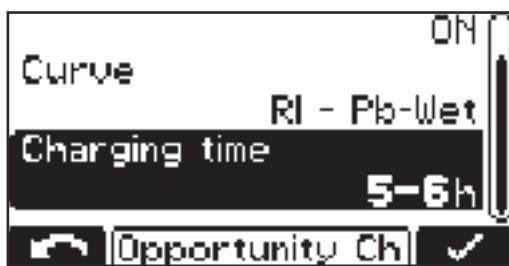 ON
Curve
RI - Pb-Wet
Charging time
5-6h
Opportunity Ch